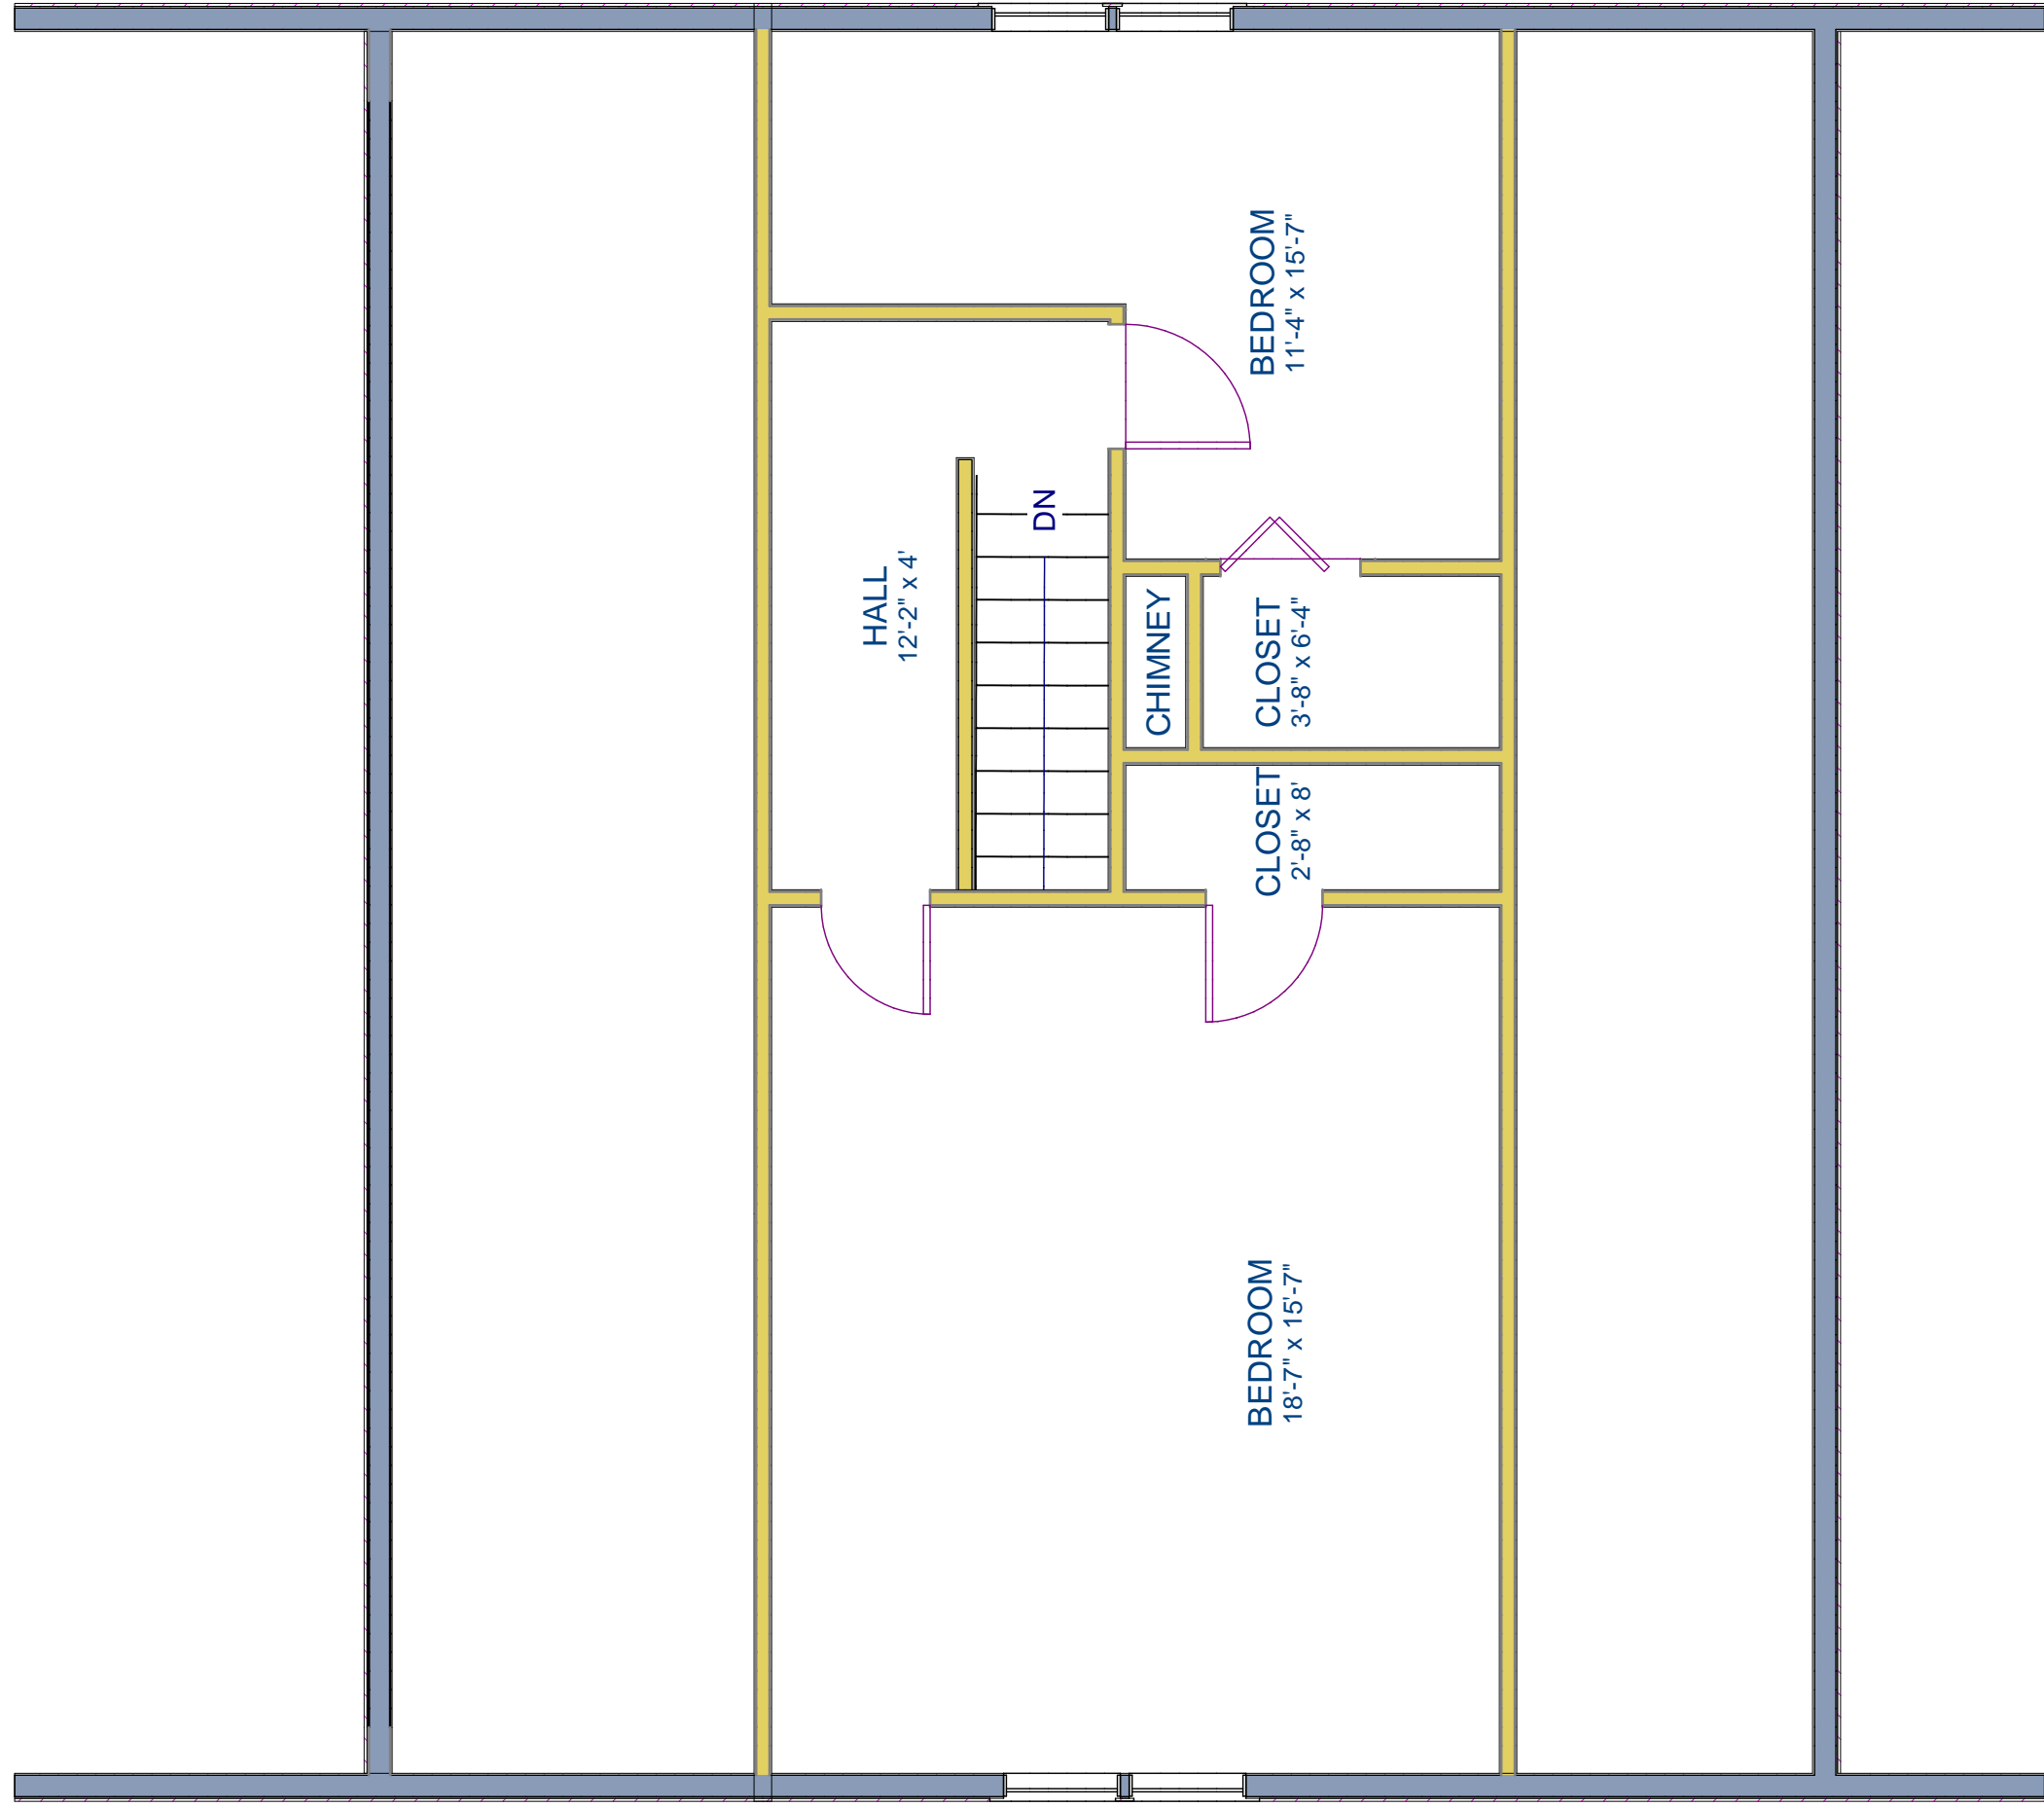 BEDROOM
11'-4" x 15'-7"
DN
HALL
12'-2" x 4'
CHIMNEY
CLOSET
3'-8" x 6'-4"
CLOSET
2'-8" x 8'
BEDROOM
18'-7" x 15'-7"